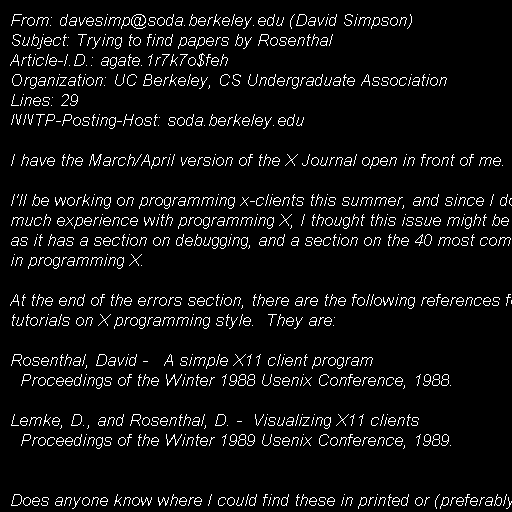 From: davesimp@soda.berkeley.edu (David Simpson)
Subject: Trying to find papers by Rosenthal
Article-I.D.: agate.1r7k7o$feh
Organization: UC Berkeley, CS Undergraduate Association
Lines: 29
NNTP-Posting-Host: soda.berkeley.edu
I have the March/April version of the X Journal open in front of me.
I'll be working on programming x-clients this summer, and since I do
much experience with programming X, I thought this issue might be
as it has a section on debugging, and a section on the 40 most com
in programming X.
At the end of the errors section, there are the following references f
tutorials on X programming style.  They are:
Rosenthal, David -   A simple X11 client program
Proceedings of the Winter 1988 Usenix Conference, 1988.
Lemke, D., and Rosenthal, D. -  Visualizing X11 clients
Proceedings of the Winter 1989 Usenix Conference, 1989.
Does anyone know where I could find these in printed or (preferably